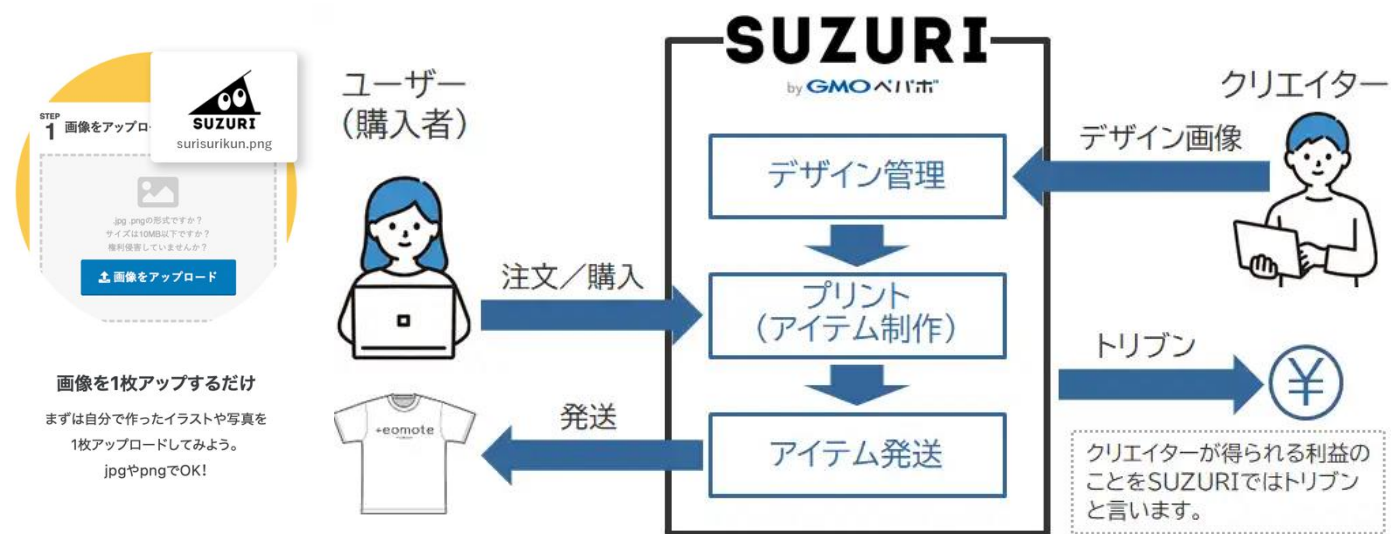 STEP
1 画像をアップロ
SUZURI
surisurikun.png
.jpg .pngの形式ですか？
サイズは10MB以下ですか？
権利侵害していませんか？
画像をアップロード
画像を1枚アップするだけ
まずは自分で作ったイラストや写真を
1枚アップロードしてみよう。
jpgやpngでOK!
ユーザー
（購入者）
注文／購入
発送
+eomote
SUZURI
by GMOペパボ
デザイン管理
プリント
（アイテム制作）
アイテム発送
クリエイター
デザイン画像
トリブン
¥
クリエイターが得られる利益の
ことをSUZURIではトリブン
と言います。